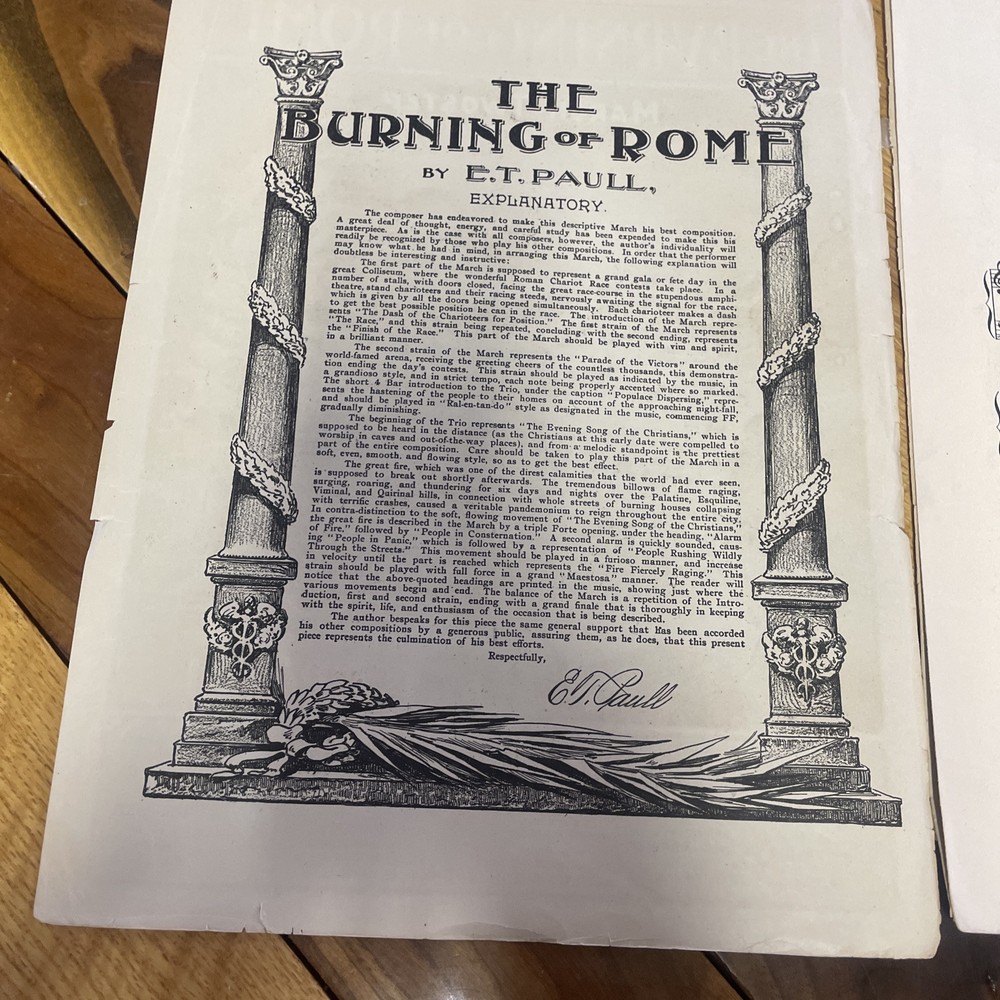 THE
BURNING OF ROME
BY E.T. PAULL,
EXPLANATORY.
The composer has endeavored to make this descriptive March his best composition.
A great deal of thought, energy, and careful study has been expended to make this his
masterpiece. As is the case with all composers, however, the author's individuality will
readily be recognized by those who play his other compositions. In order that the performer
may know what he had in mind, in arranging this March, the following explanation will
doubtless be interesting and instructive:
The first part of the March is supposed to represent a grand gala or fete day in the
great Colliseum, where the wonderful Roman Chariot Race contests take place. In a
number of stalls, with doors closed, facing the great race-course in the stupendous amphi-
theatre, stand charioteers and their racing steeds, nervously awaiting the signal for the race,
which is given by all the doors being opened simultaneously. Each charioteer makes a dash
to get the best possible position he can in the race. The introduction of the March repre-
sents "The Dash of the Charioteers for Position." The first strain of the March represents
"The Race," and this strain being repeated, concluding with the second ending, represents
the "Finish of the Race." This part of the March should be played with vim and spirit,
in a brilliant manner.
The second strain of the March represents the "Parade of the Victors" around the
world-famed arena, receiving the greeting cheers of the countless thousands, this demonstra-
tion ending the day's contests. This strain should be played as indicated by the music, in
a grandioso style, and in strict tempo, each note being properly accented where so marked.
The short 4 Bar introduction to the Trio, under the caption "Populace Dispersing," repre-
sents the hastening of the people to their homes on account of the approaching night-fall,
and should be played in "Ral-en-tan-do" style as designated in the music, commencing FF,
gradually diminishing.
The beginning of the Trio represents "The Evening Song of the Christians," which is
supposed to be heard in the distance (as the Christians at this early date were compelled to
worship in caves and out-of-the-way places), and from a melodic standpoint is the prettiest
part of the entire composition. Care should be taken to play this part of the March in a
soft, even, smooth, and flowing style, so as to get the best effect.
The great fire, which was one of the direst calamities that the world had ever seen,
is supposed to break out shortly afterwards. The tremendous billows of flame raging,
surging, roaring, and thundering for six days and nights over the Palatine, Esquiline,
Viminal, and Quirinal hills, in connection with whole streets of burning houses collapsing
with terrific crashes, caused a veritable pandemonium to reign throughout the entire city.
In contra-distinction to the soft, flowing movement of "The Evening Song of the Christians,"
the great fire is described in the March by a triple Forte opening, under the heading, "Alarm
of Fire," followed by "People in Consternation." A second alarm is quickly sounded, caus-
ing "People in Panic," which is followed by a representation of "People Rushing Wildly
Through the Streets." This movement should be played in a furioso manner, and increase
in velocity until the part is reached which represents the "Fire Fiercely Raging." This
strain should be played with full force in a grand "Maestosa" manner. The reader will
notice that the above-quoted headings are printed in the music, showing just where the
various movements begin and end. The balance of the March is a repetition of the Intro-
duction, first and second strain, ending with a grand finale that is thoroughly in keeping
with the spirit, life, and enthusiasm of the occasion that is being described.
The author bespeaks for this piece the same general support that has been accorded
his other compositions by a generous public, assuring them, as he does, that this present
piece represents the culmination of his best efforts.
Respectfully,
E.T. Paull